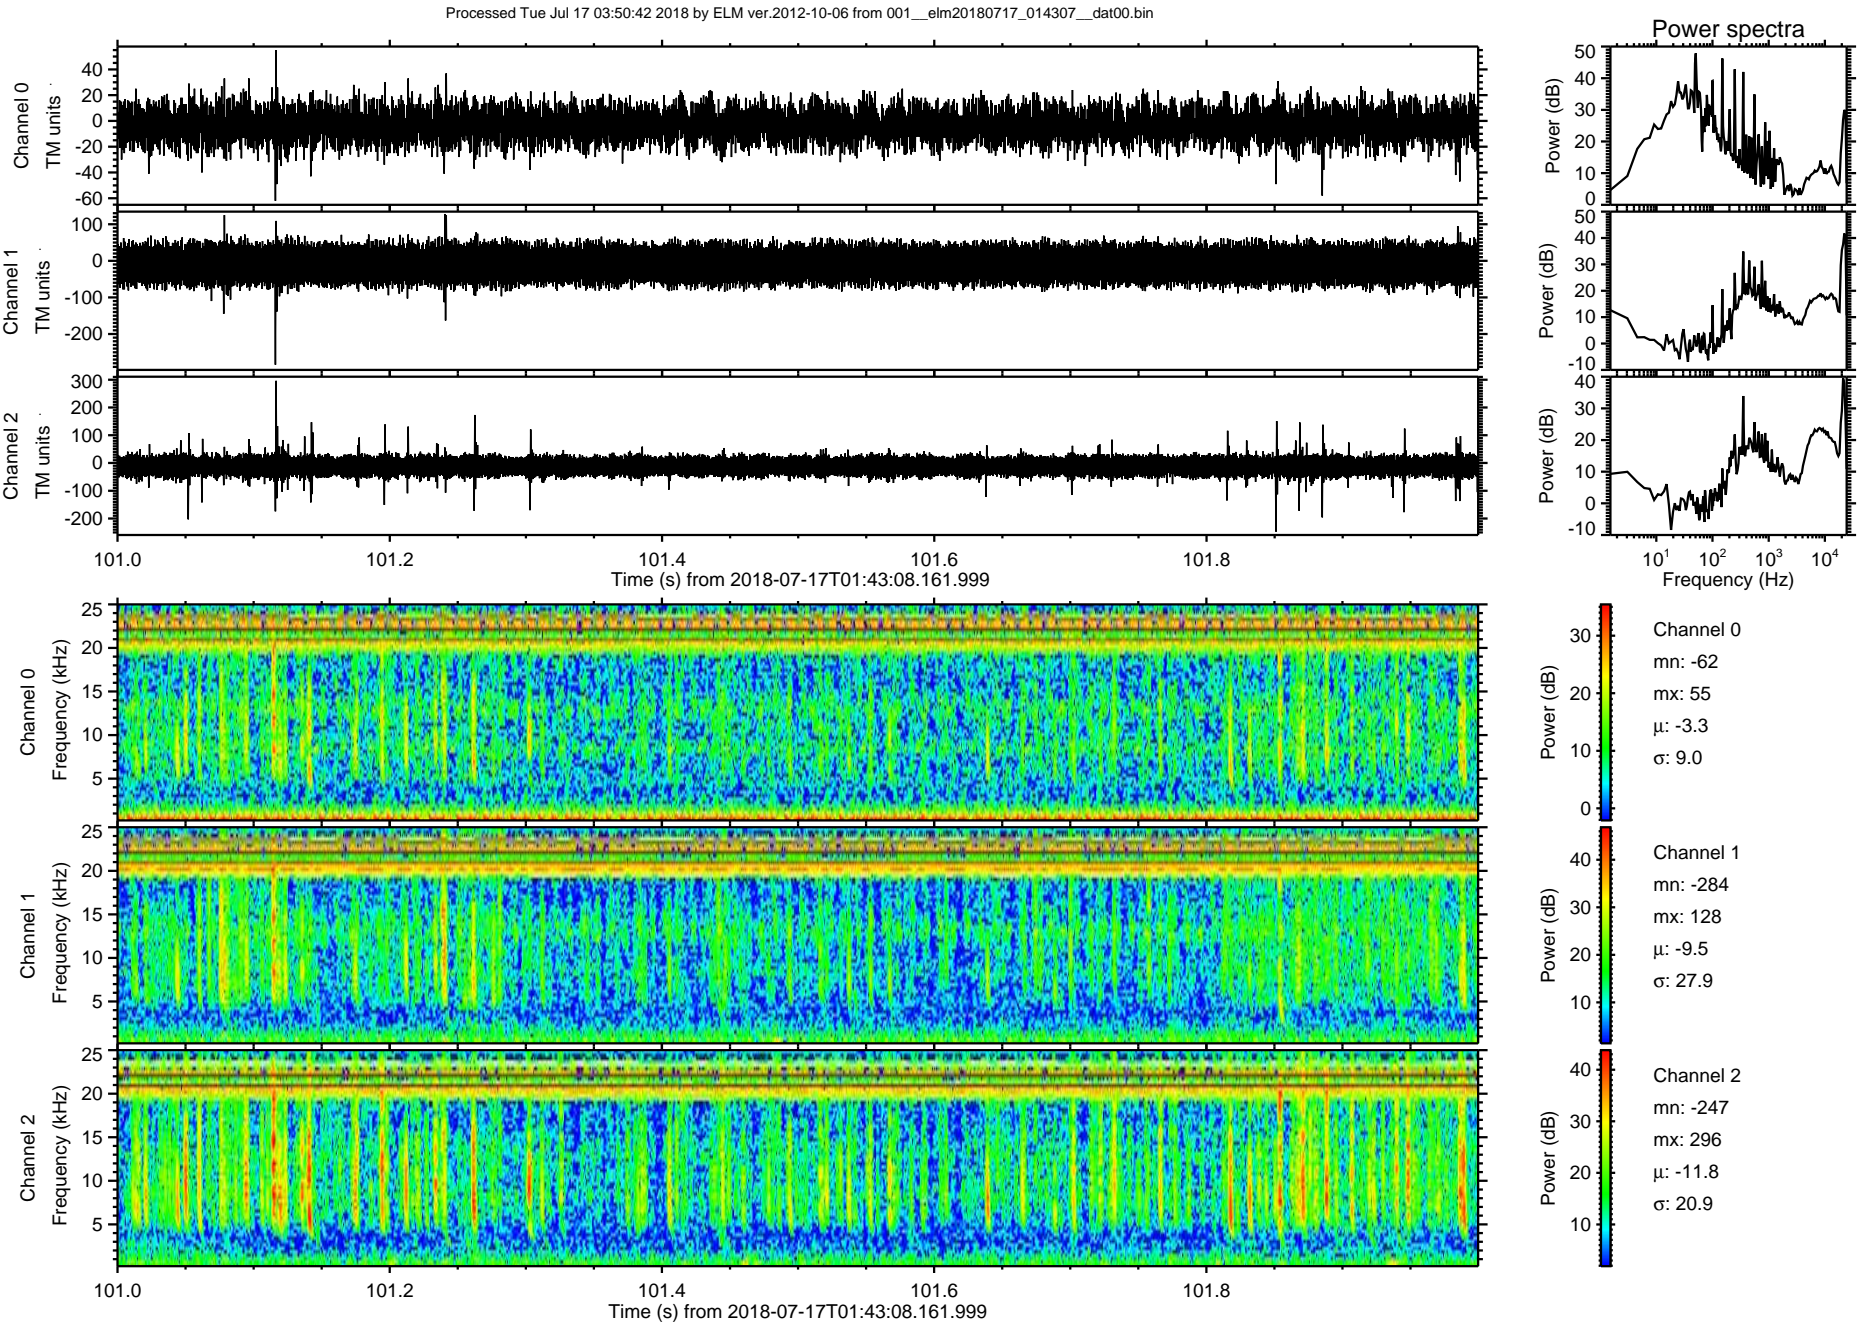 Processed Tue Jul 17 03:50:42 2018 by ELM ver.2012-10-06 from 001__elm20180717_014307__dat00.bin
Power spectra
Channel 0
TM units
40
20
0
-20
-40
-60
Power (dB)
50
40
30
20
10
0
Channel 1
TM units
100
0
-100
-200
Power (dB)
50
40
30
20
10
0
-10
Channel 2
TM units
300
200
100
0
-100
-200
Power (dB)
40
30
20
10
0
-10
101.0 101.2 101.4 101.6 101.8
Time (s) from 2018-07-17T01:43:08.161.999
10^1 10^2 10^3 10^4
Frequency (Hz)
Channel 0
Frequency (kHz)
25
20
15
10
5
Power (dB)
30
20
10
0
Channel 0
mn: -62
mx: 55
μ: -3.3
σ: 9.0
Channel 1
Frequency (kHz)
25
20
15
10
5
Power (dB)
40
30
20
10
Channel 1
mn: -284
mx: 128
μ: -9.5
σ: 27.9
Channel 2
Frequency (kHz)
25
20
15
10
5
Power (dB)
40
30
20
10
Channel 2
mn: -247
mx: 296
μ: -11.8
σ: 20.9
101.0 101.2 101.4 101.6 101.8
Time (s) from 2018-07-17T01:43:08.161.999